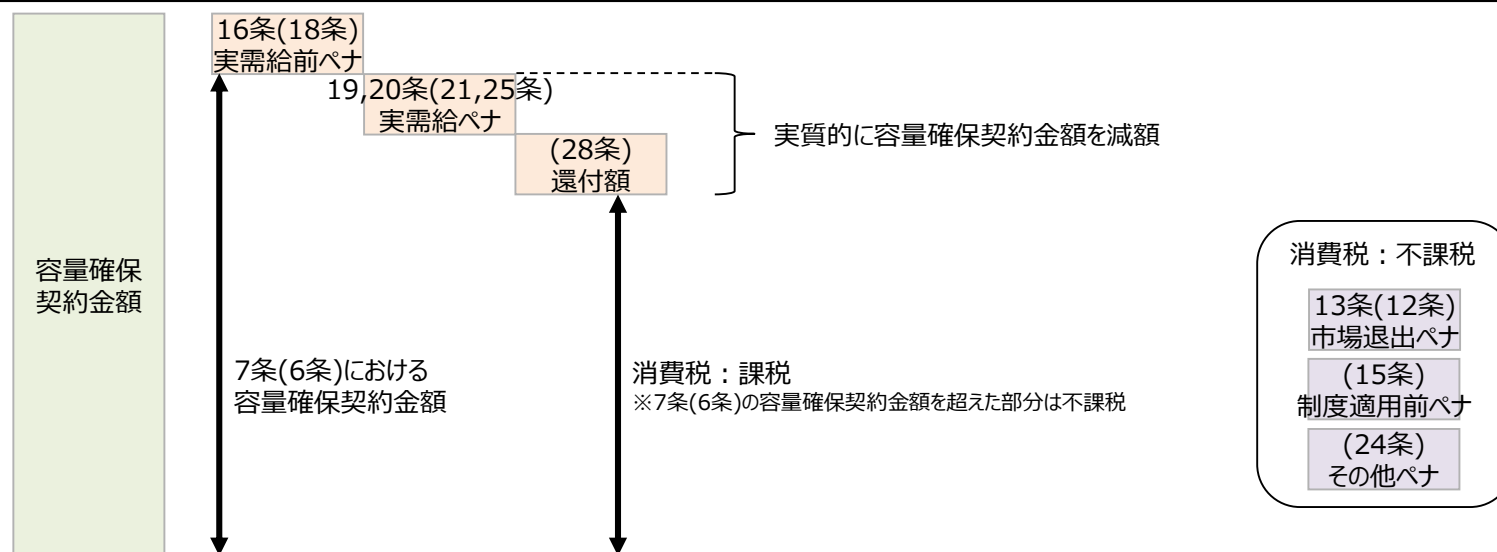 16条(18条)
実需給前ペナ
19,20条(21,25条)
実需給ペナ
(28条)
還付額
実質的に容量確保契約金額を減額
容量確保
契約金額
7条(6条)における
容量確保契約金額
消費税：課税
※7条(6条)の容量確保契約金額を超えた部分は不課税
消費税：不課税
13条(12条)
市場退出ペナ
(15条)
制度適用前ペナ
(24条)
その他ペナ